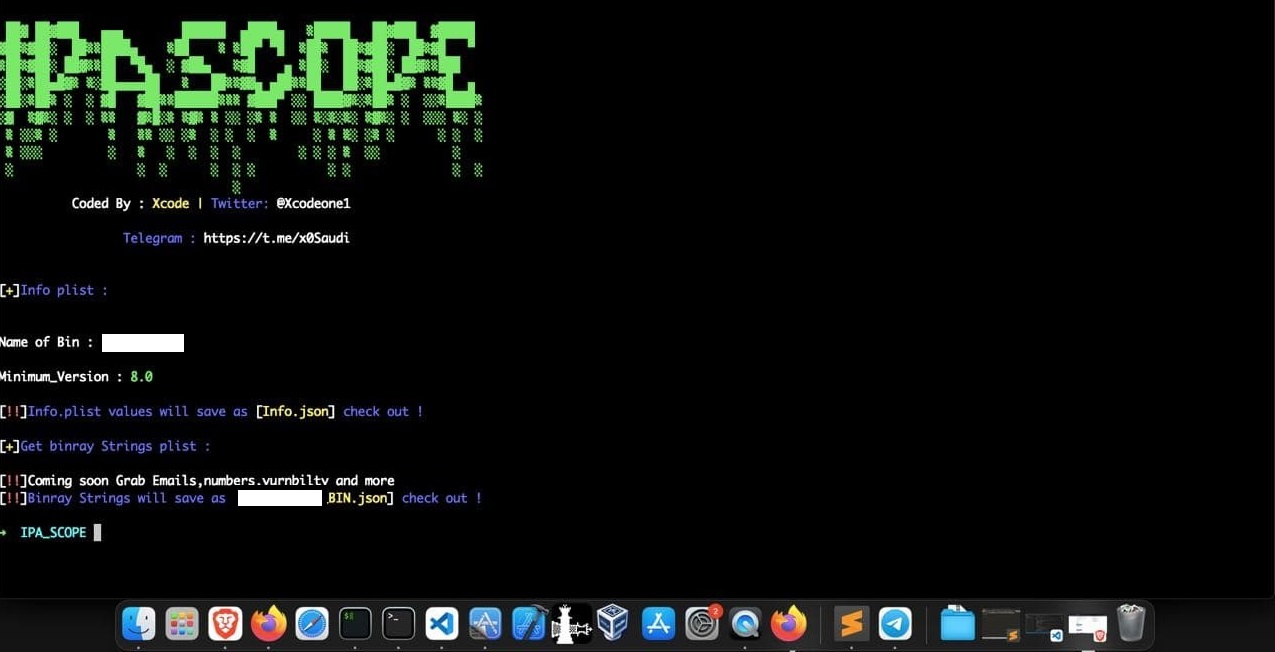 IPASCOPE
Coded By : Xcode | Twitter: @Xcodeone1
Telegram : https://t.me/x0Saudi
[+]Info plist :
Name of Bin :
Minimum_Version : 8.0
[!!]Info.plist values will save as [Info.json] check out !
[+]Get binray Strings plist :
[!!]Coming soon Grab Emails,numbers,vurnbilty and more
[!!]Binray Strings will save as BIN.json] check out !
→ IPA_SCOPE
2